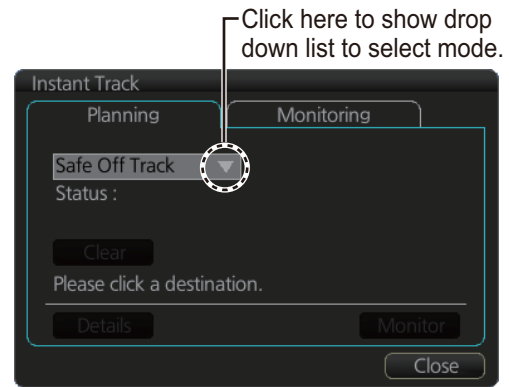 Click here to show drop
down list to select mode.
Instant Track
Planning Monitoring
Safe Off Track
Status :
Clear
Please click a destination.
Details Monitor
Close